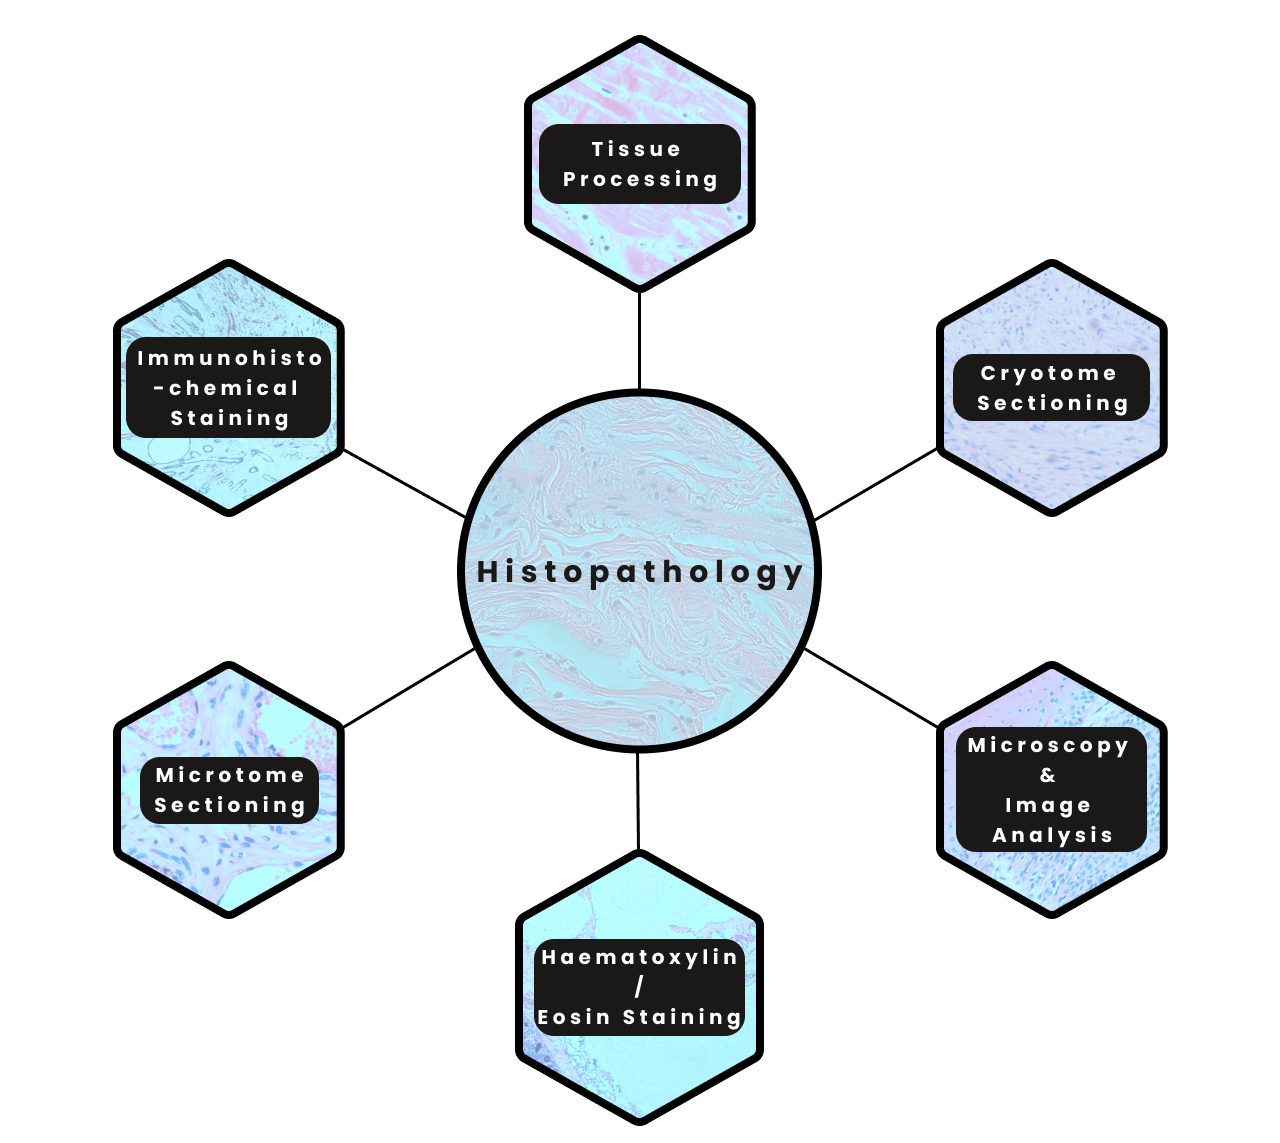 Tissue
Processing
Immunohisto
-chemical
Staining
Cryotome
Sectioning
Histopathology
Microtome
Sectioning
Microscopy
&
Image
Analysis
Haematoxylin
/
Eosin Staining